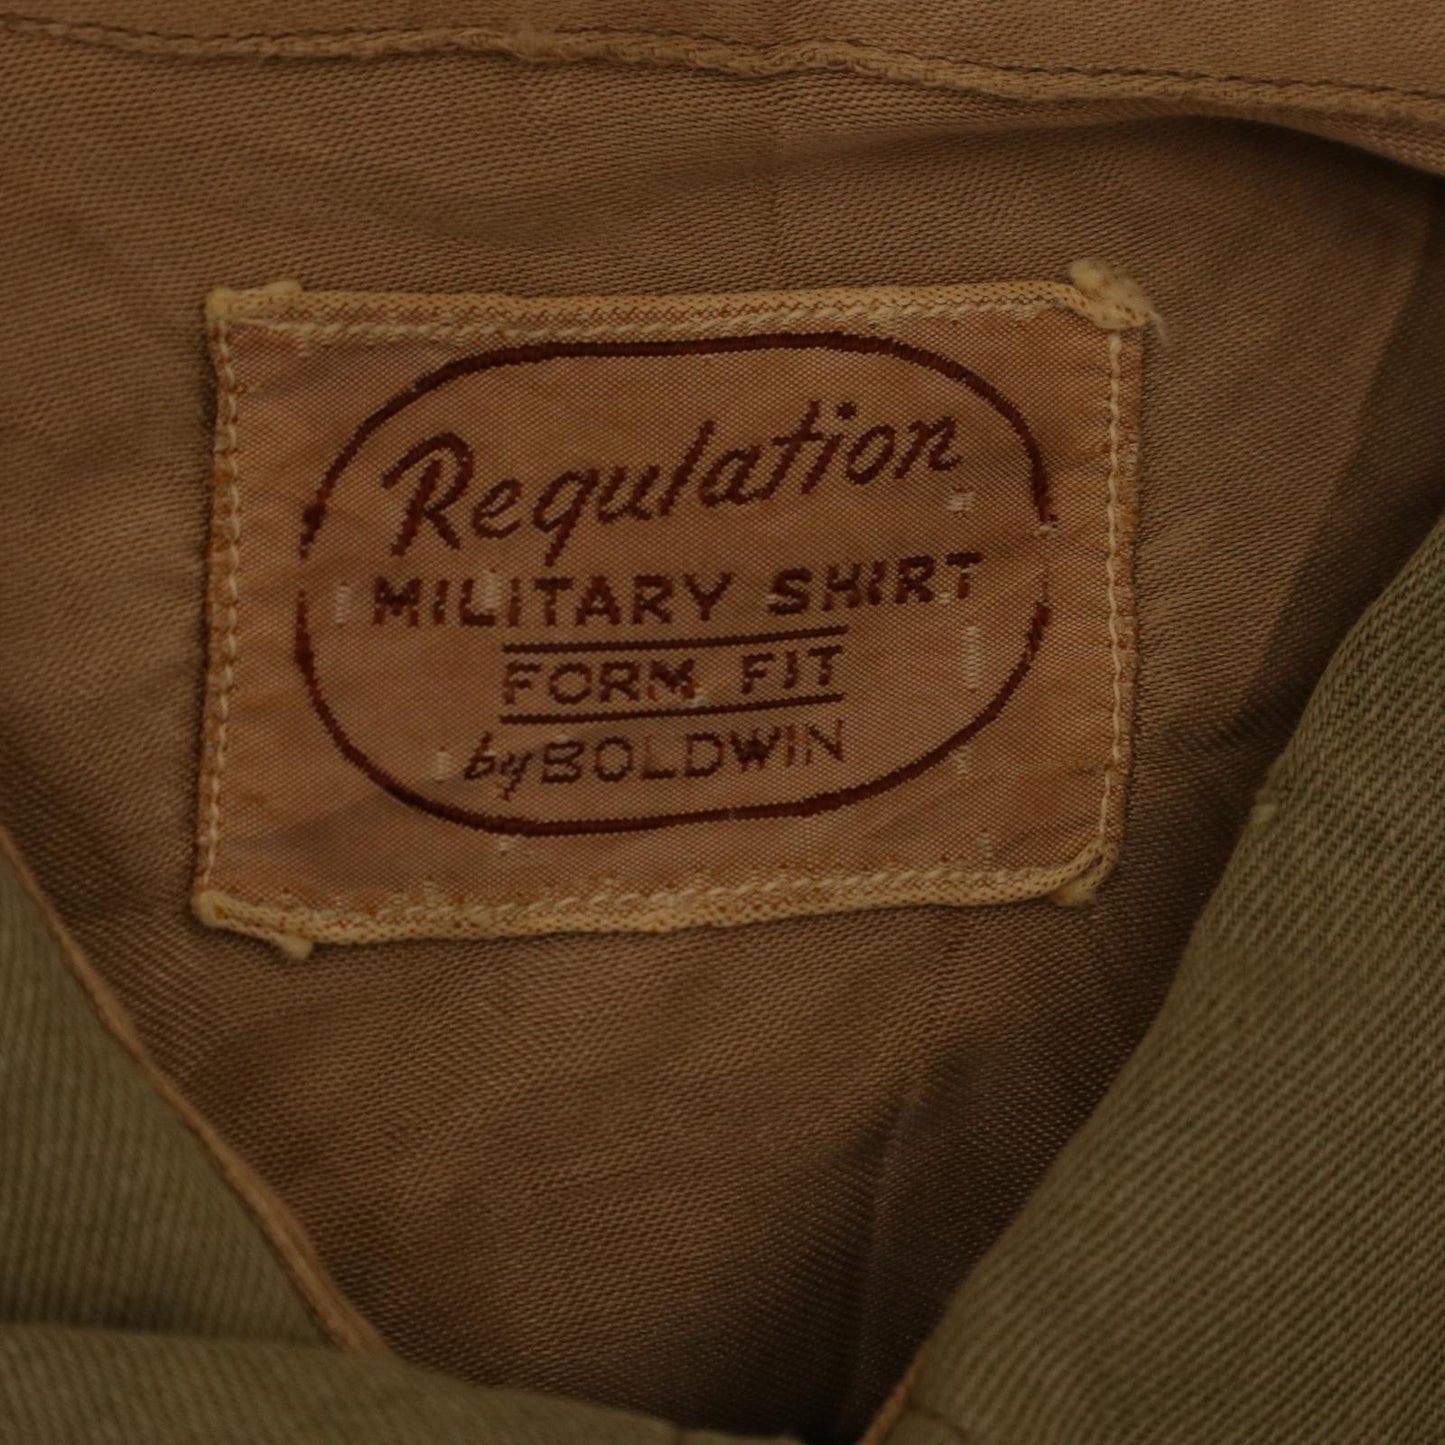 Regulation
MILITARY SHIRT
FORM FIT
by BOLDWIN